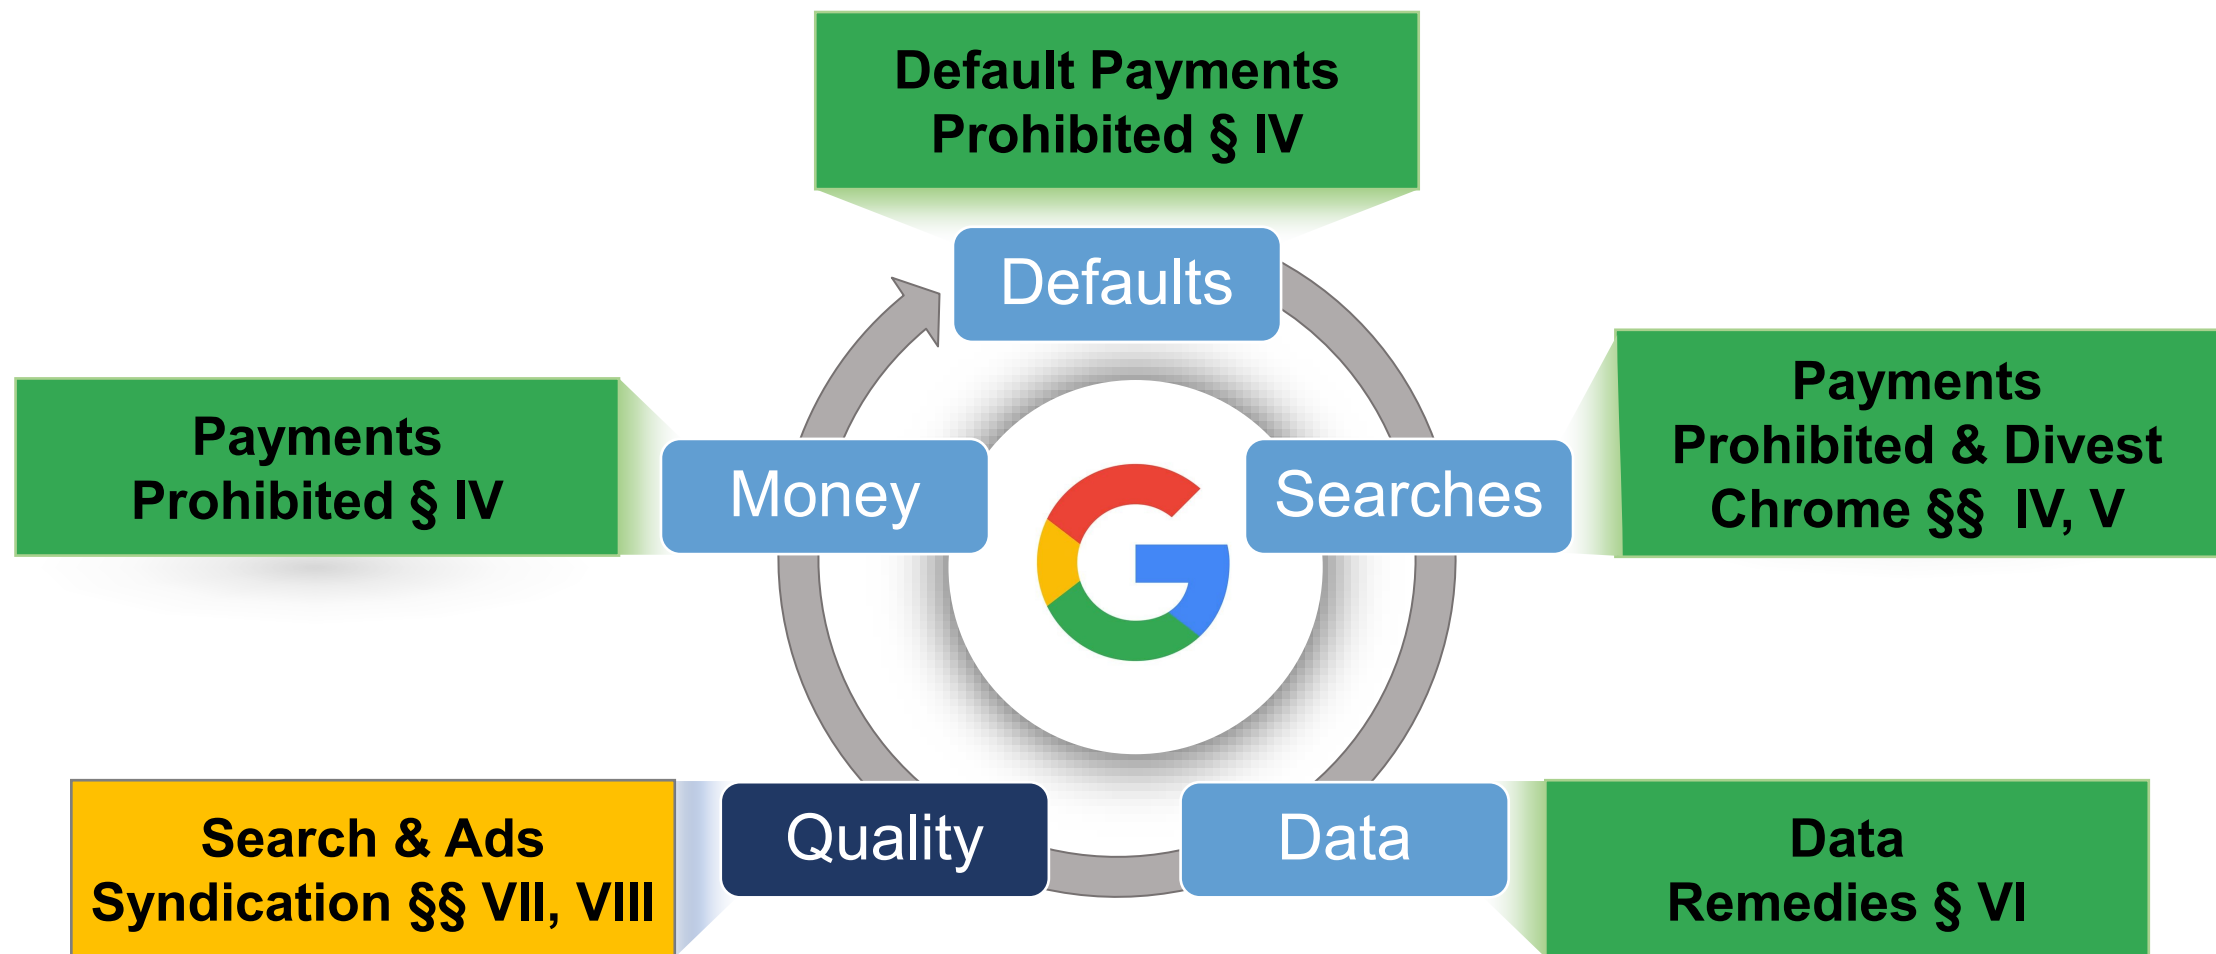 Default Payments
Prohibited § IV
Defaults
Payments
Prohibited & Divest
Chrome §§ IV, V
Payments
Prohibited § IV
Money
Searches
Search & Ads
Syndication §§ VII, VIII
Quality
Data
Data
Remedies § VI